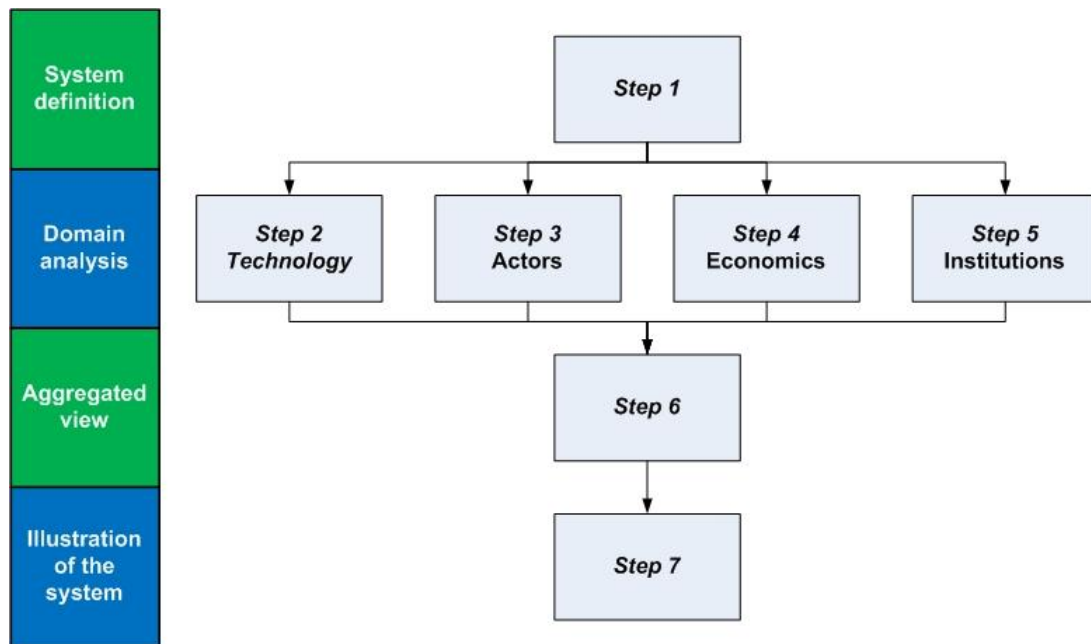 System
definition
Step 1
Domain
analysis
Step 2
Technology
Step 3
Actors
Step 4
Economics
Step 5
Institutions
Aggregated
view
Step 6
Illustration
of the
system
Step 7